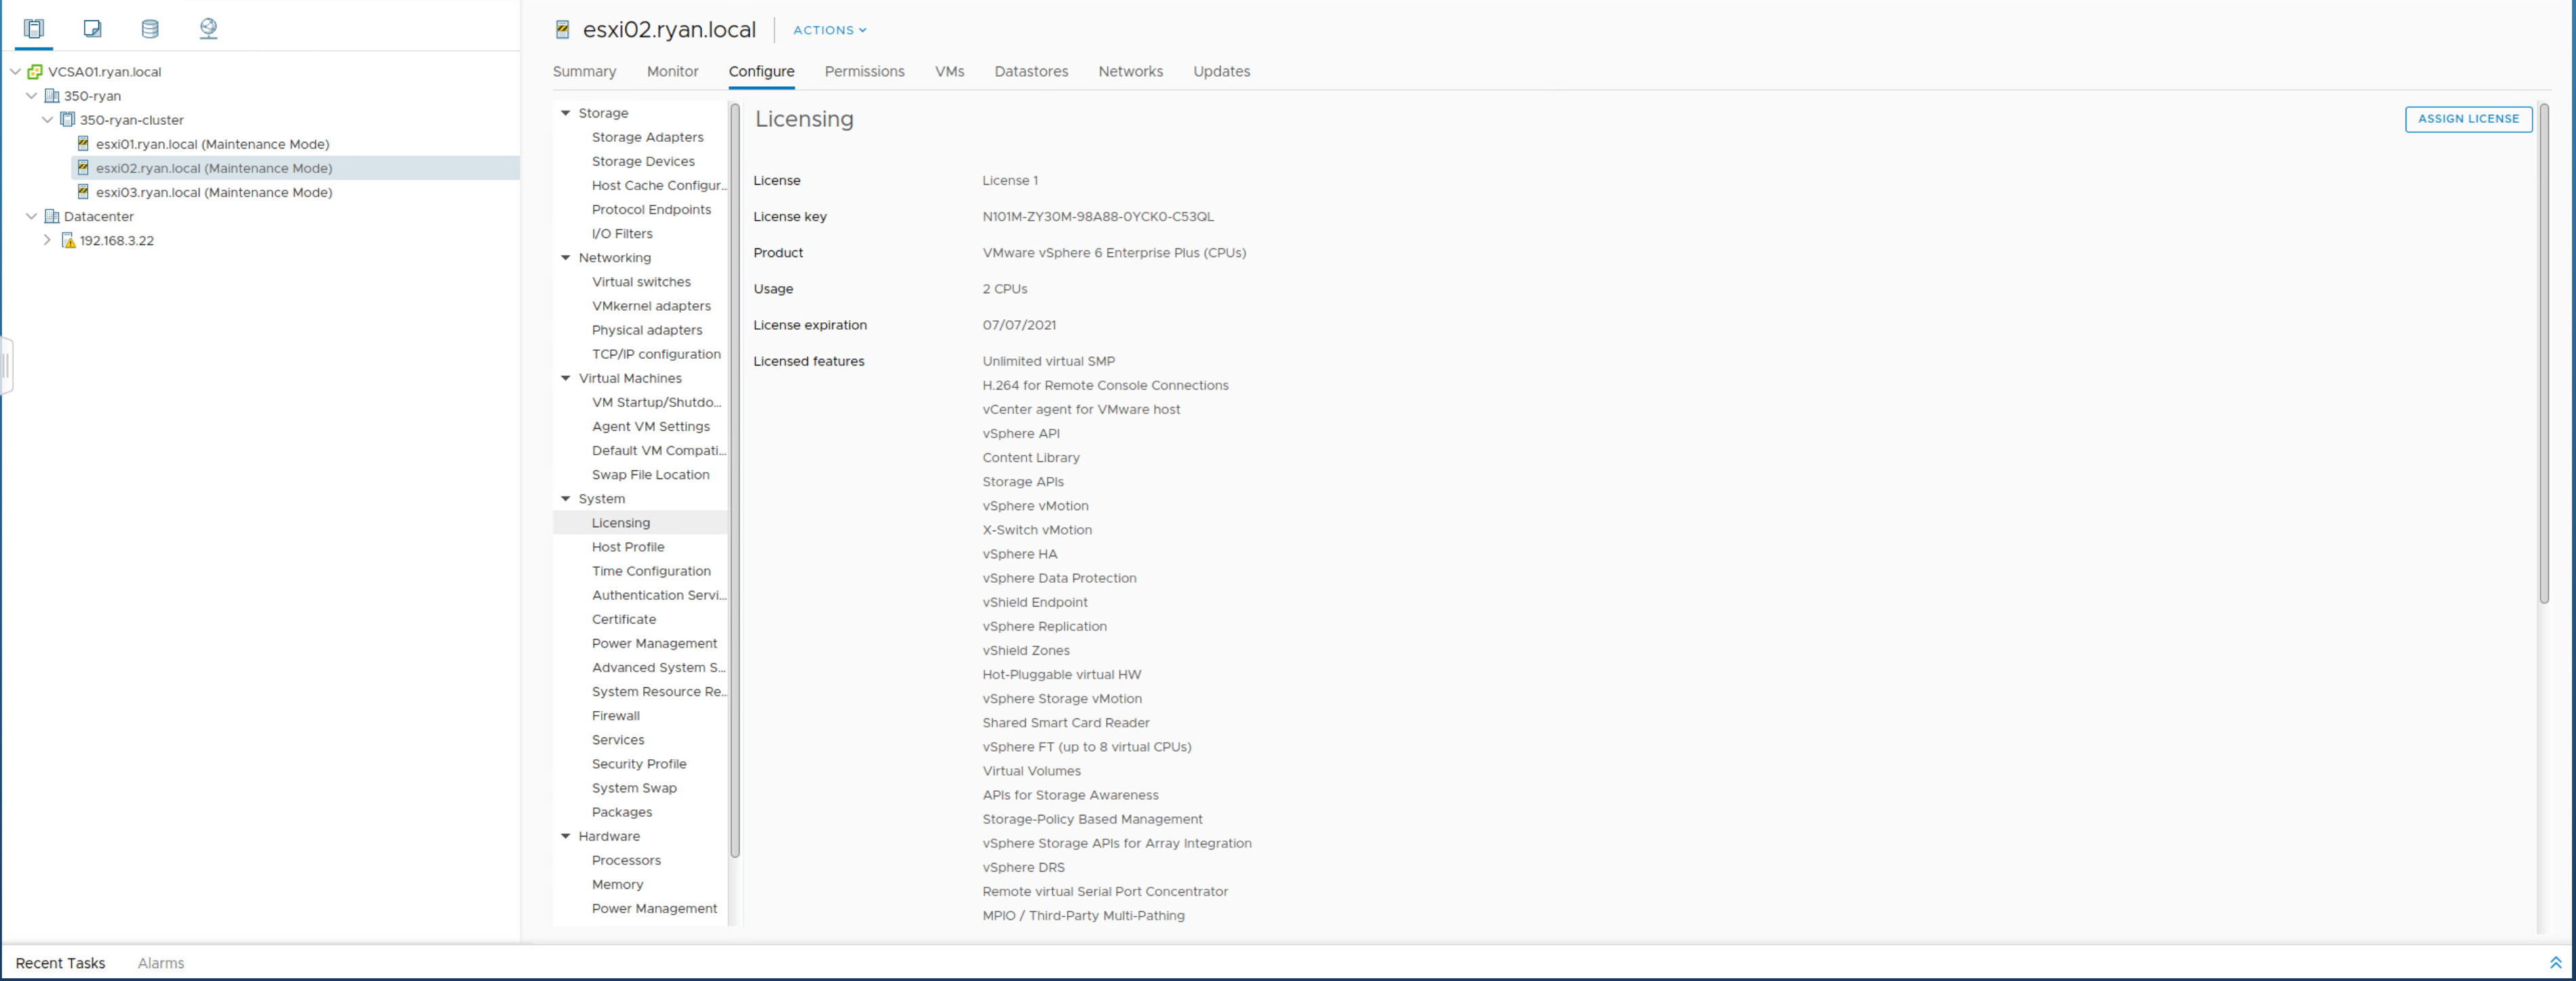 VCSA01.ryan.local
350-ryan
350-ryan-cluster
esxi01.ryan.local (Maintenance Mode)
esxi02.ryan.local (Maintenance Mode)
esxi03.ryan.local (Maintenance Mode)
Datacenter
192.168.3.22
esxi02.ryan.local
ACTIONS
Summary Monitor Configure Permissions VMs Datastores Networks Updates
Storage
Storage Adapters
Storage Devices
Host Cache Configur...
Protocol Endpoints
I/O Filters
Networking
Virtual switches
VMkernel adapters
Physical adapters
TCP/IP configuration
Virtual Machines
VM Startup/Shutdo...
Agent VM Settings
Default VM Compati...
Swap File Location
System
Licensing
Host Profile
Time Configuration
Authentication Servi...
Certificate
Power Management
Advanced System S...
System Resource Re...
Firewall
Services
Security Profile
System Swap
Packages
Hardware
Processors
Memory
Power Management
Licensing
ASSIGN LICENSE
License License 1
License key N101M-ZY30M-98A88-0YCK0-C53QL
Product VMware vSphere 6 Enterprise Plus (CPUs)
Usage 2 CPUs
License expiration 07/07/2021
Licensed features Unlimited virtual SMP
H.264 for Remote Console Connections
vCenter agent for VMware host
vSphere API
Content Library
Storage APIs
vSphere vMotion
X-Switch vMotion
vSphere HA
vSphere Data Protection
vShield Endpoint
vSphere Replication
vShield Zones
Hot-Pluggable virtual HW
vSphere Storage vMotion
Shared Smart Card Reader
vSphere FT (up to 8 virtual CPUs)
Virtual Volumes
APIs for Storage Awareness
Storage-Policy Based Management
vSphere Storage APIs for Array Integration
vSphere DRS
Remote virtual Serial Port Concentrator
MPIO / Third-Party Multi-Pathing
Recent Tasks Alarms